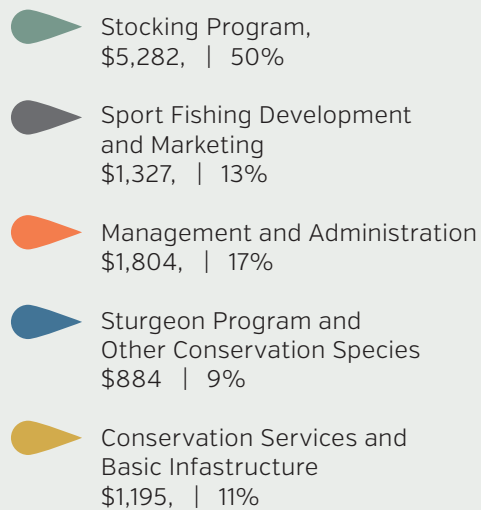 Stocking Program,
$5,282, | 50%
Sport Fishing Development
and Marketing
$1,327, | 13%
Management and Administration
$1,804, | 17%
Sturgeon Program and
Other Conservation Species
$884 | 9%
Conservation Services and
Basic Infastructure
$1,195, | 11%